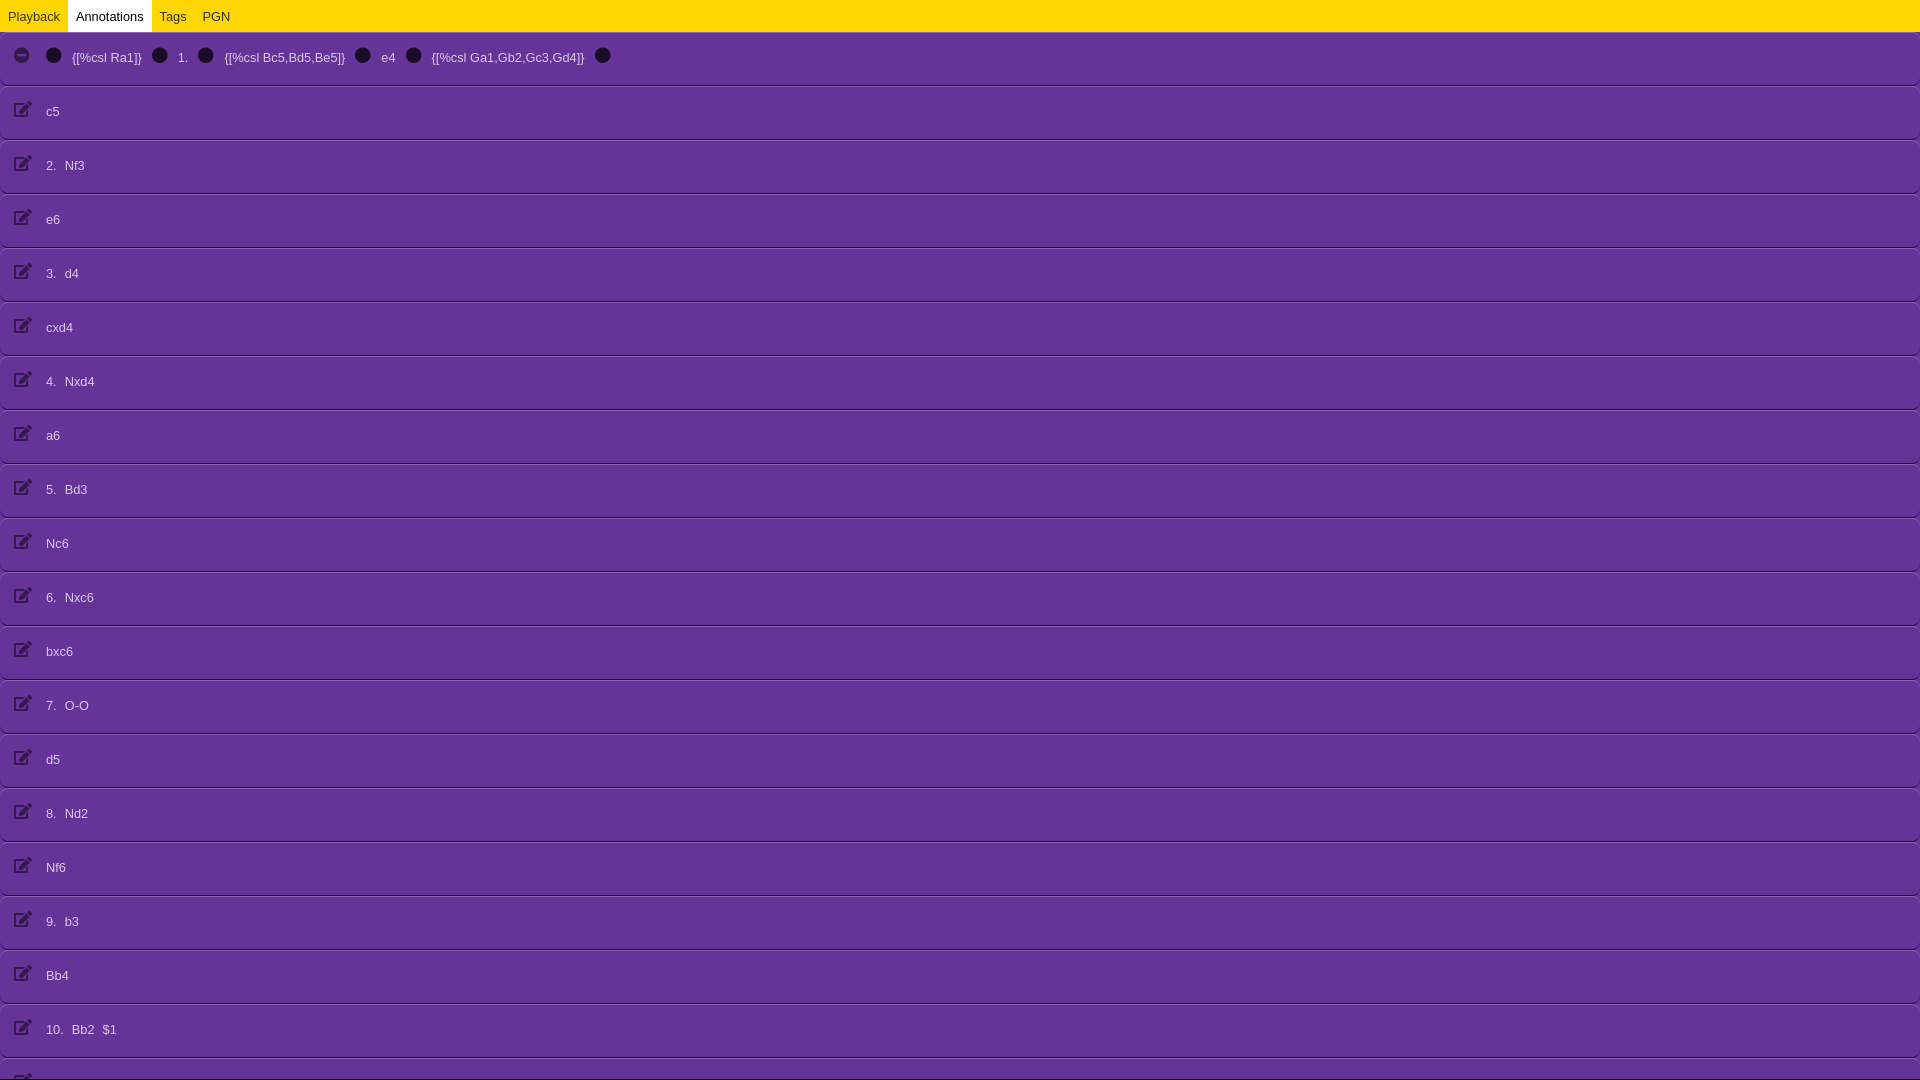 Playback Annotations Tags PGN
{[%csl Ra1]} 1. {[%csl Bc5,Bd5,Be5]} e4 {[%csl Ga1,Gb2,Gc3,Gd4]}
c5
2. Nf3
e6
3. d4
cxd4
4. Nxd4
a6
5. Bd3
Nc6
6. Nxc6
bxc6
7. O-O
d5
8. Nd2
Nf6
9. b3
Bb4
10. Bb2 $1